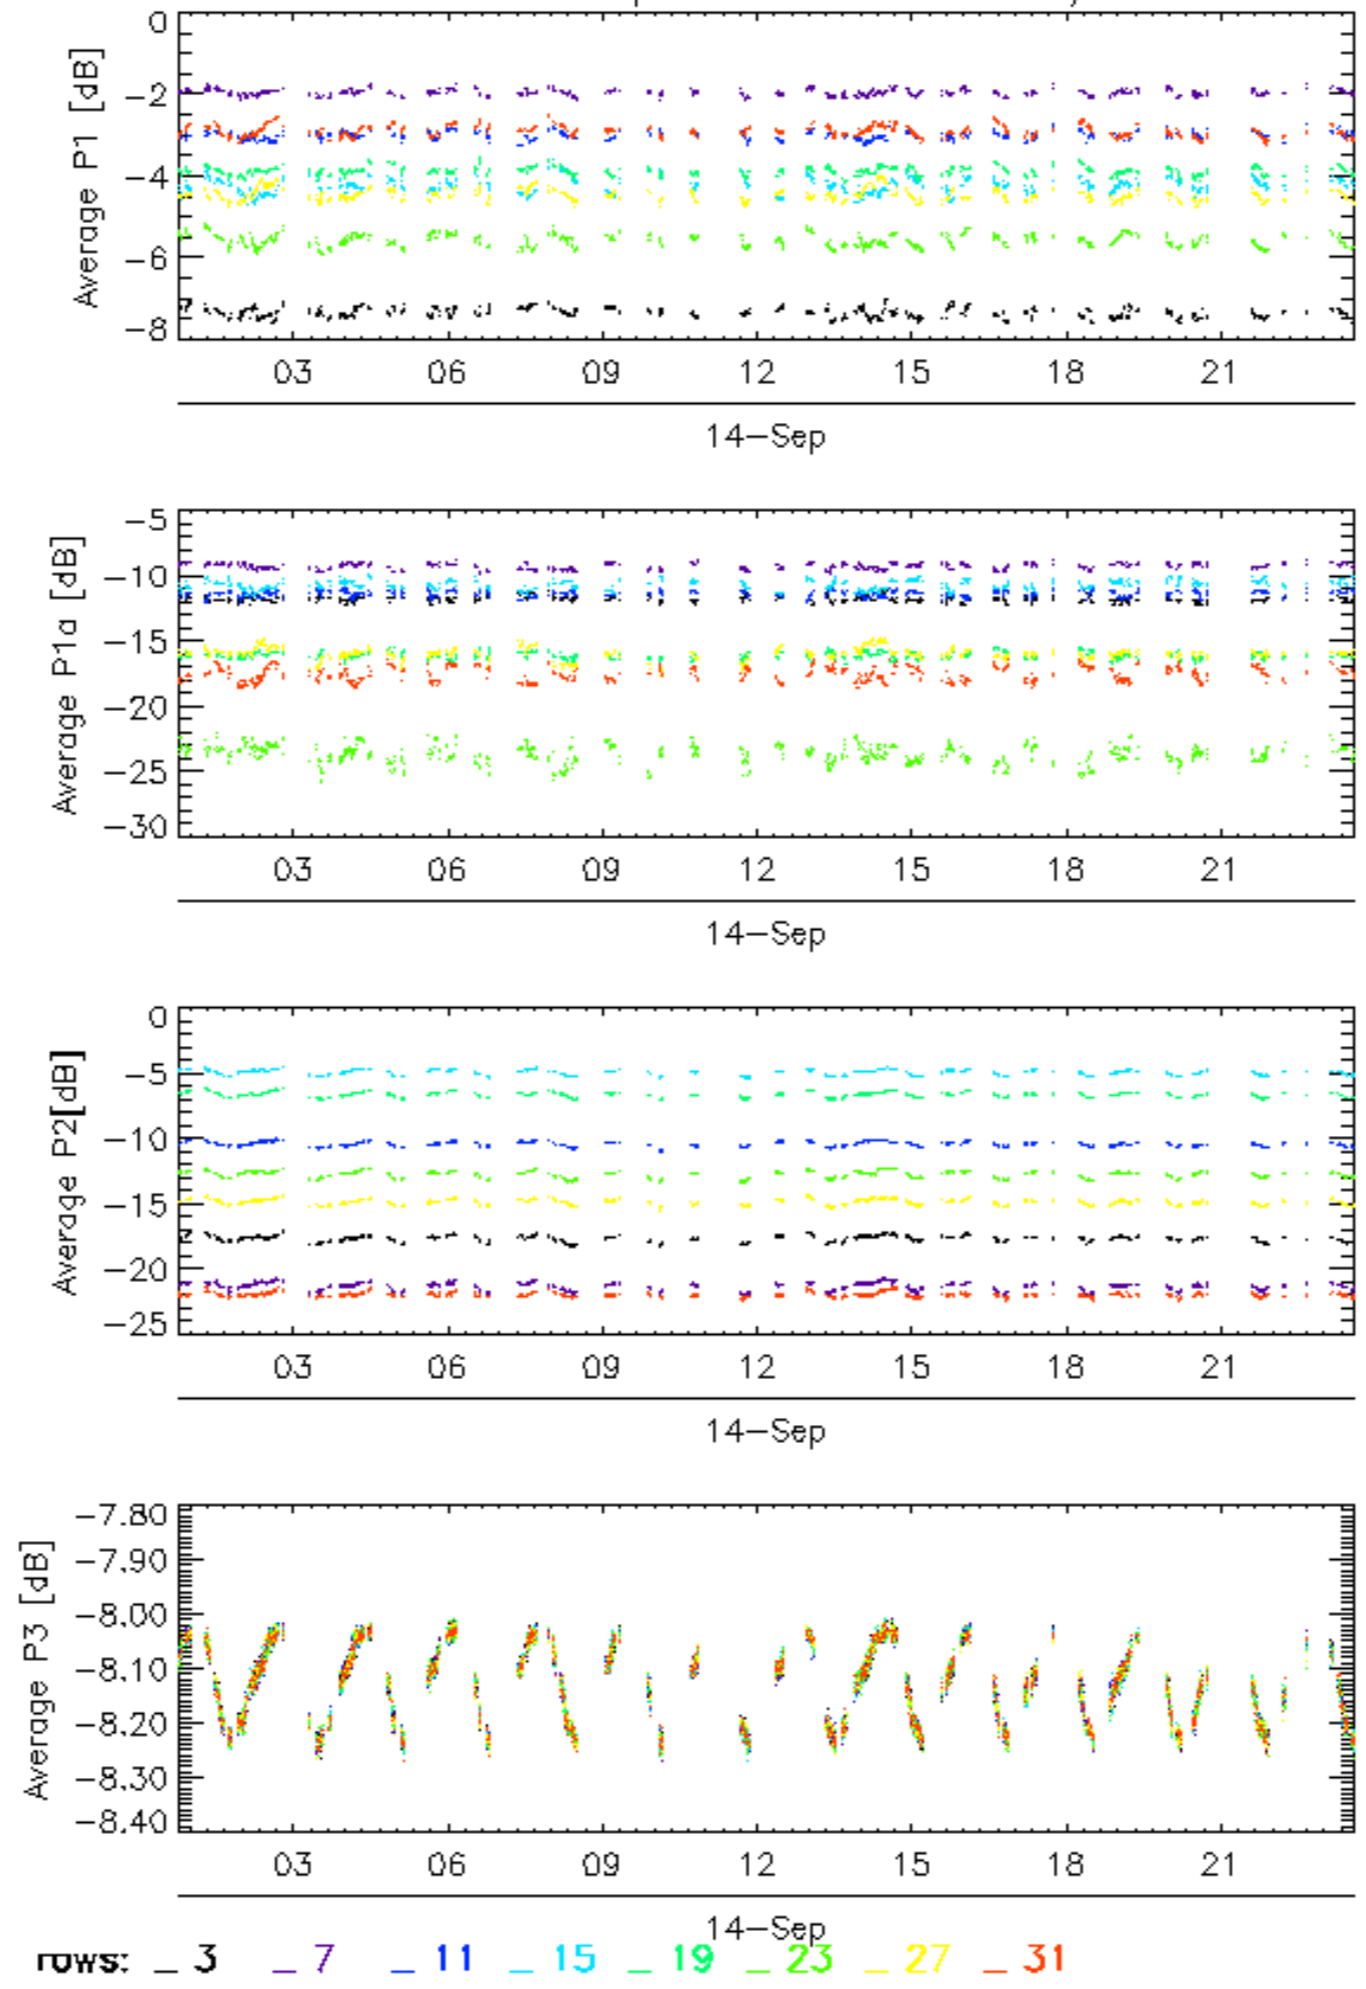 0
-2
-4
-6
-8
Average P1 [dB]
03 06 09 12 15 18 21
14-Sep
-5
-10
-15
-20
-25
-30
Average P1a [dB]
03 06 09 12 15 18 21
14-Sep
0
-5
-10
-15
-20
-25
Average P2[dB]
03 06 09 12 15 18 21
14-Sep
-7.80
-7.90
-8.00
-8.10
-8.20
-8.30
-8.40
Average P3 [dB]
03 06 09 12 15 18 21
14-Sep
rows: _ 3 _ 7 _ 11 _ 15 _ 19 _ 23 _ 27 _ 31